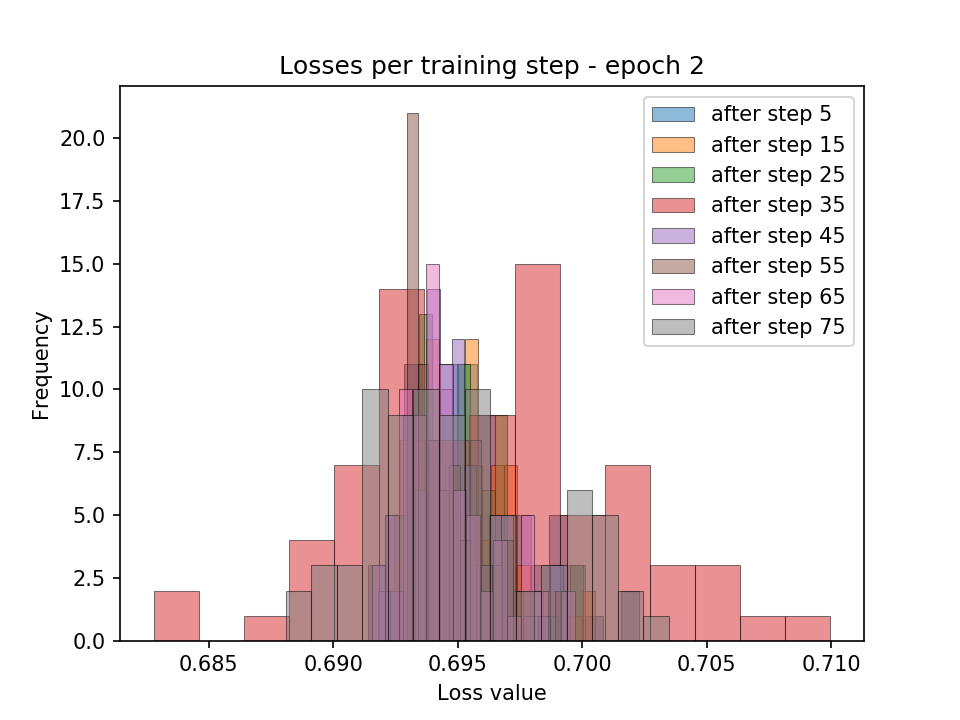 Losses per training step - epoch 2
20.0
17.5
15.0
12.5
10.0
7.5
5.0
2.5
0.0
Frequency
after step 5
after step 15
after step 25
after step 35
after step 45
after step 55
after step 65
after step 75
0.685 0.690 0.695 0.700 0.705 0.710
Loss value